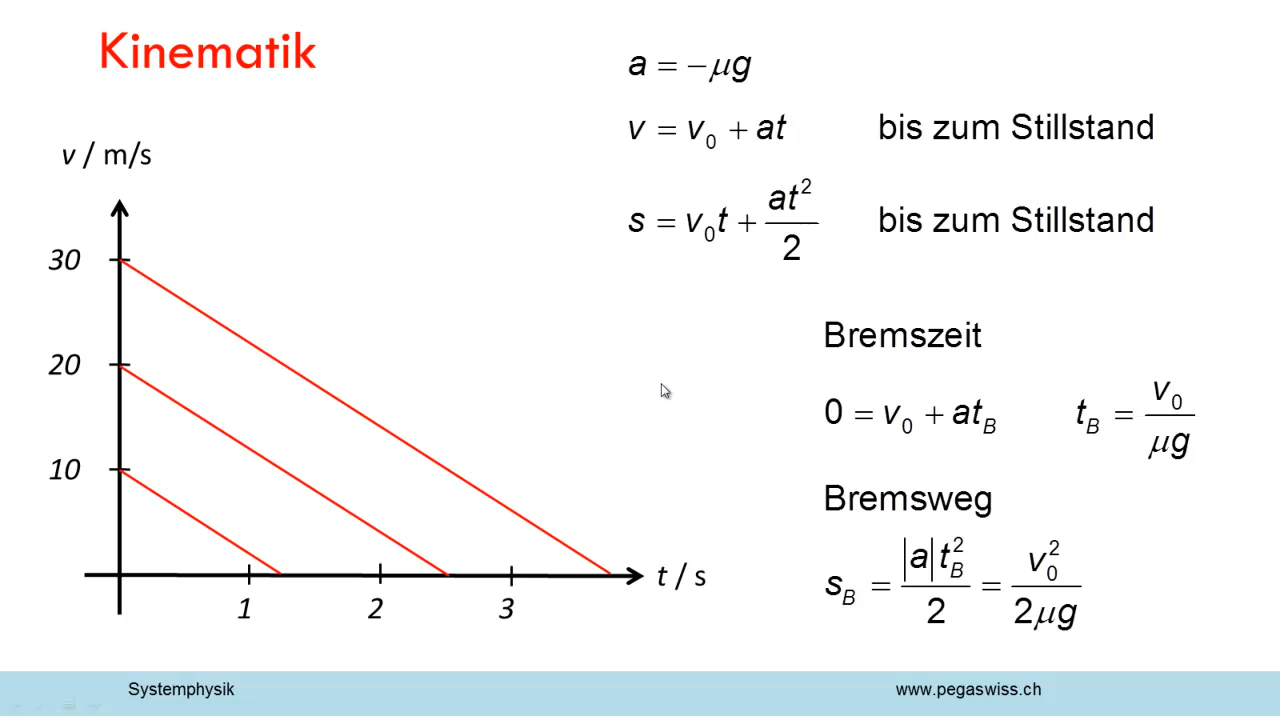 Kinematik
a = −μg
v = v₀ + at bis zum Stillstand
s = v₀t + at²/2 bis zum Stillstand
v / m/s
30
20
10
1 2 3
t / s
Bremszeit
0 = v₀ + at_B t_B = v₀/μg
Bremsweg
s_B = |a|t_B²/2 = v₀²/2μg
Systemphysik www.pegaswiss.ch